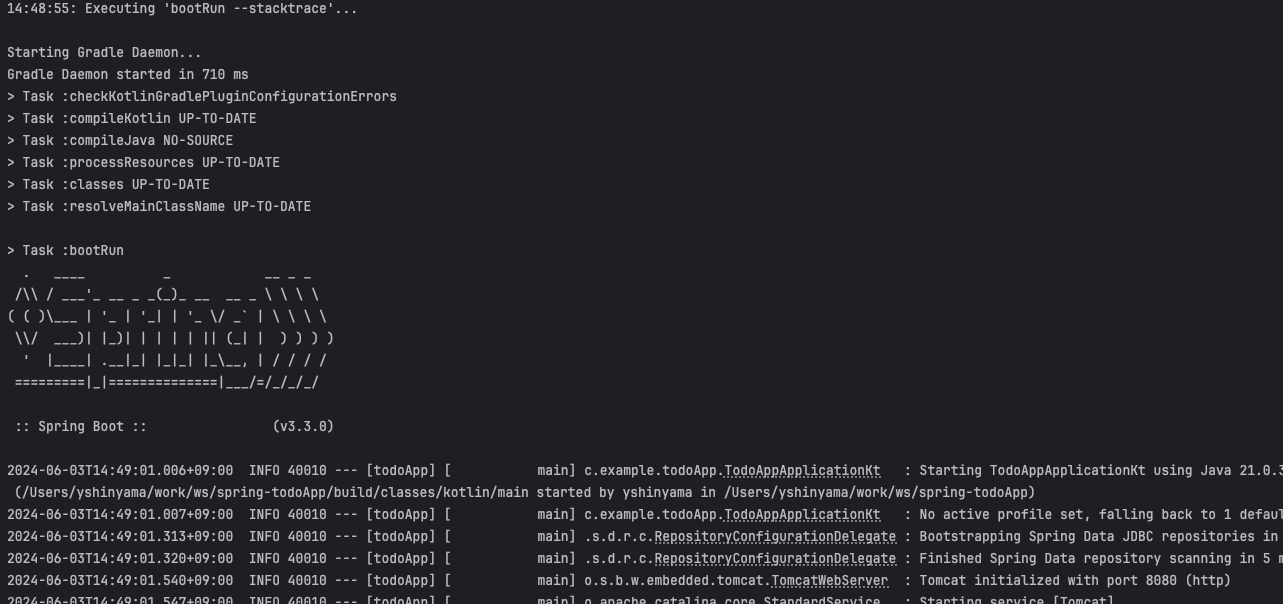 14:48:55: Executing 'bootRun --stacktrace'...
Starting Gradle Daemon...
Gradle Daemon started in 710 ms
> Task :checkKotlinGradlePluginConfigurationErrors
> Task :compileKotlin UP-TO-DATE
> Task :compileJava NO-SOURCE
> Task :processResources UP-TO-DATE
> Task :classes UP-TO-DATE
> Task :resolveMainClassName UP-TO-DATE
> Task :bootRun
  .   ____          _            __ _ _
 /\\ / ___'_ __ _ _(_)_ __  __ _ \ \ \ \
( ( )\___ | '_ | '_| | '_ \/ _` | \ \ \ \
 \\/  ___)| |_)| | | | | || (_| |  ) ) ) )
  '  |____| .__|_| |_|_| |_\__, | / / / /
 =========|_|==============|___/=/_/_/_/
 :: Spring Boot ::                (v3.3.0)
2024-06-03T14:49:01.006+09:00  INFO 40010 --- [todoApp] [           main] c.example.todoApp.TodoAppApplicationKt   : Starting TodoAppApplicationKt using Java 21.0.3
 (/Users/yshinyama/work/ws/spring-todoApp/build/classes/kotlin/main started by yshinyama in /Users/yshinyama/work/ws/spring-todoApp)
2024-06-03T14:49:01.007+09:00  INFO 40010 --- [todoApp] [           main] c.example.todoApp.TodoAppApplicationKt   : No active profile set, falling back to 1 defaul
2024-06-03T14:49:01.313+09:00  INFO 40010 --- [todoApp] [           main] .s.d.r.c.RepositoryConfigurationDelegate : Bootstrapping Spring Data JDBC repositories in
2024-06-03T14:49:01.320+09:00  INFO 40010 --- [todoApp] [           main] .s.d.r.c.RepositoryConfigurationDelegate : Finished Spring Data repository scanning in 5 m
2024-06-03T14:49:01.540+09:00  INFO 40010 --- [todoApp] [           main] o.s.b.w.embedded.tomcat.TomcatWebServer  : Tomcat initialized with port 8080 (http)
2024-06-03T14:49:01.547+09:00  INFO 40010 --- [todoApp] [           main] o.apache.catalina.core.StandardService   : Starting service [Tomcat]